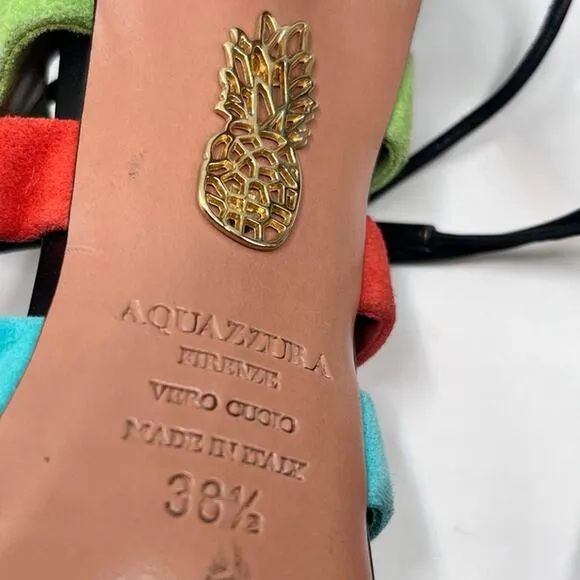 AQUAZZURA
FIRENZE
VERO CUOIO
MADE IN ITALY
38½